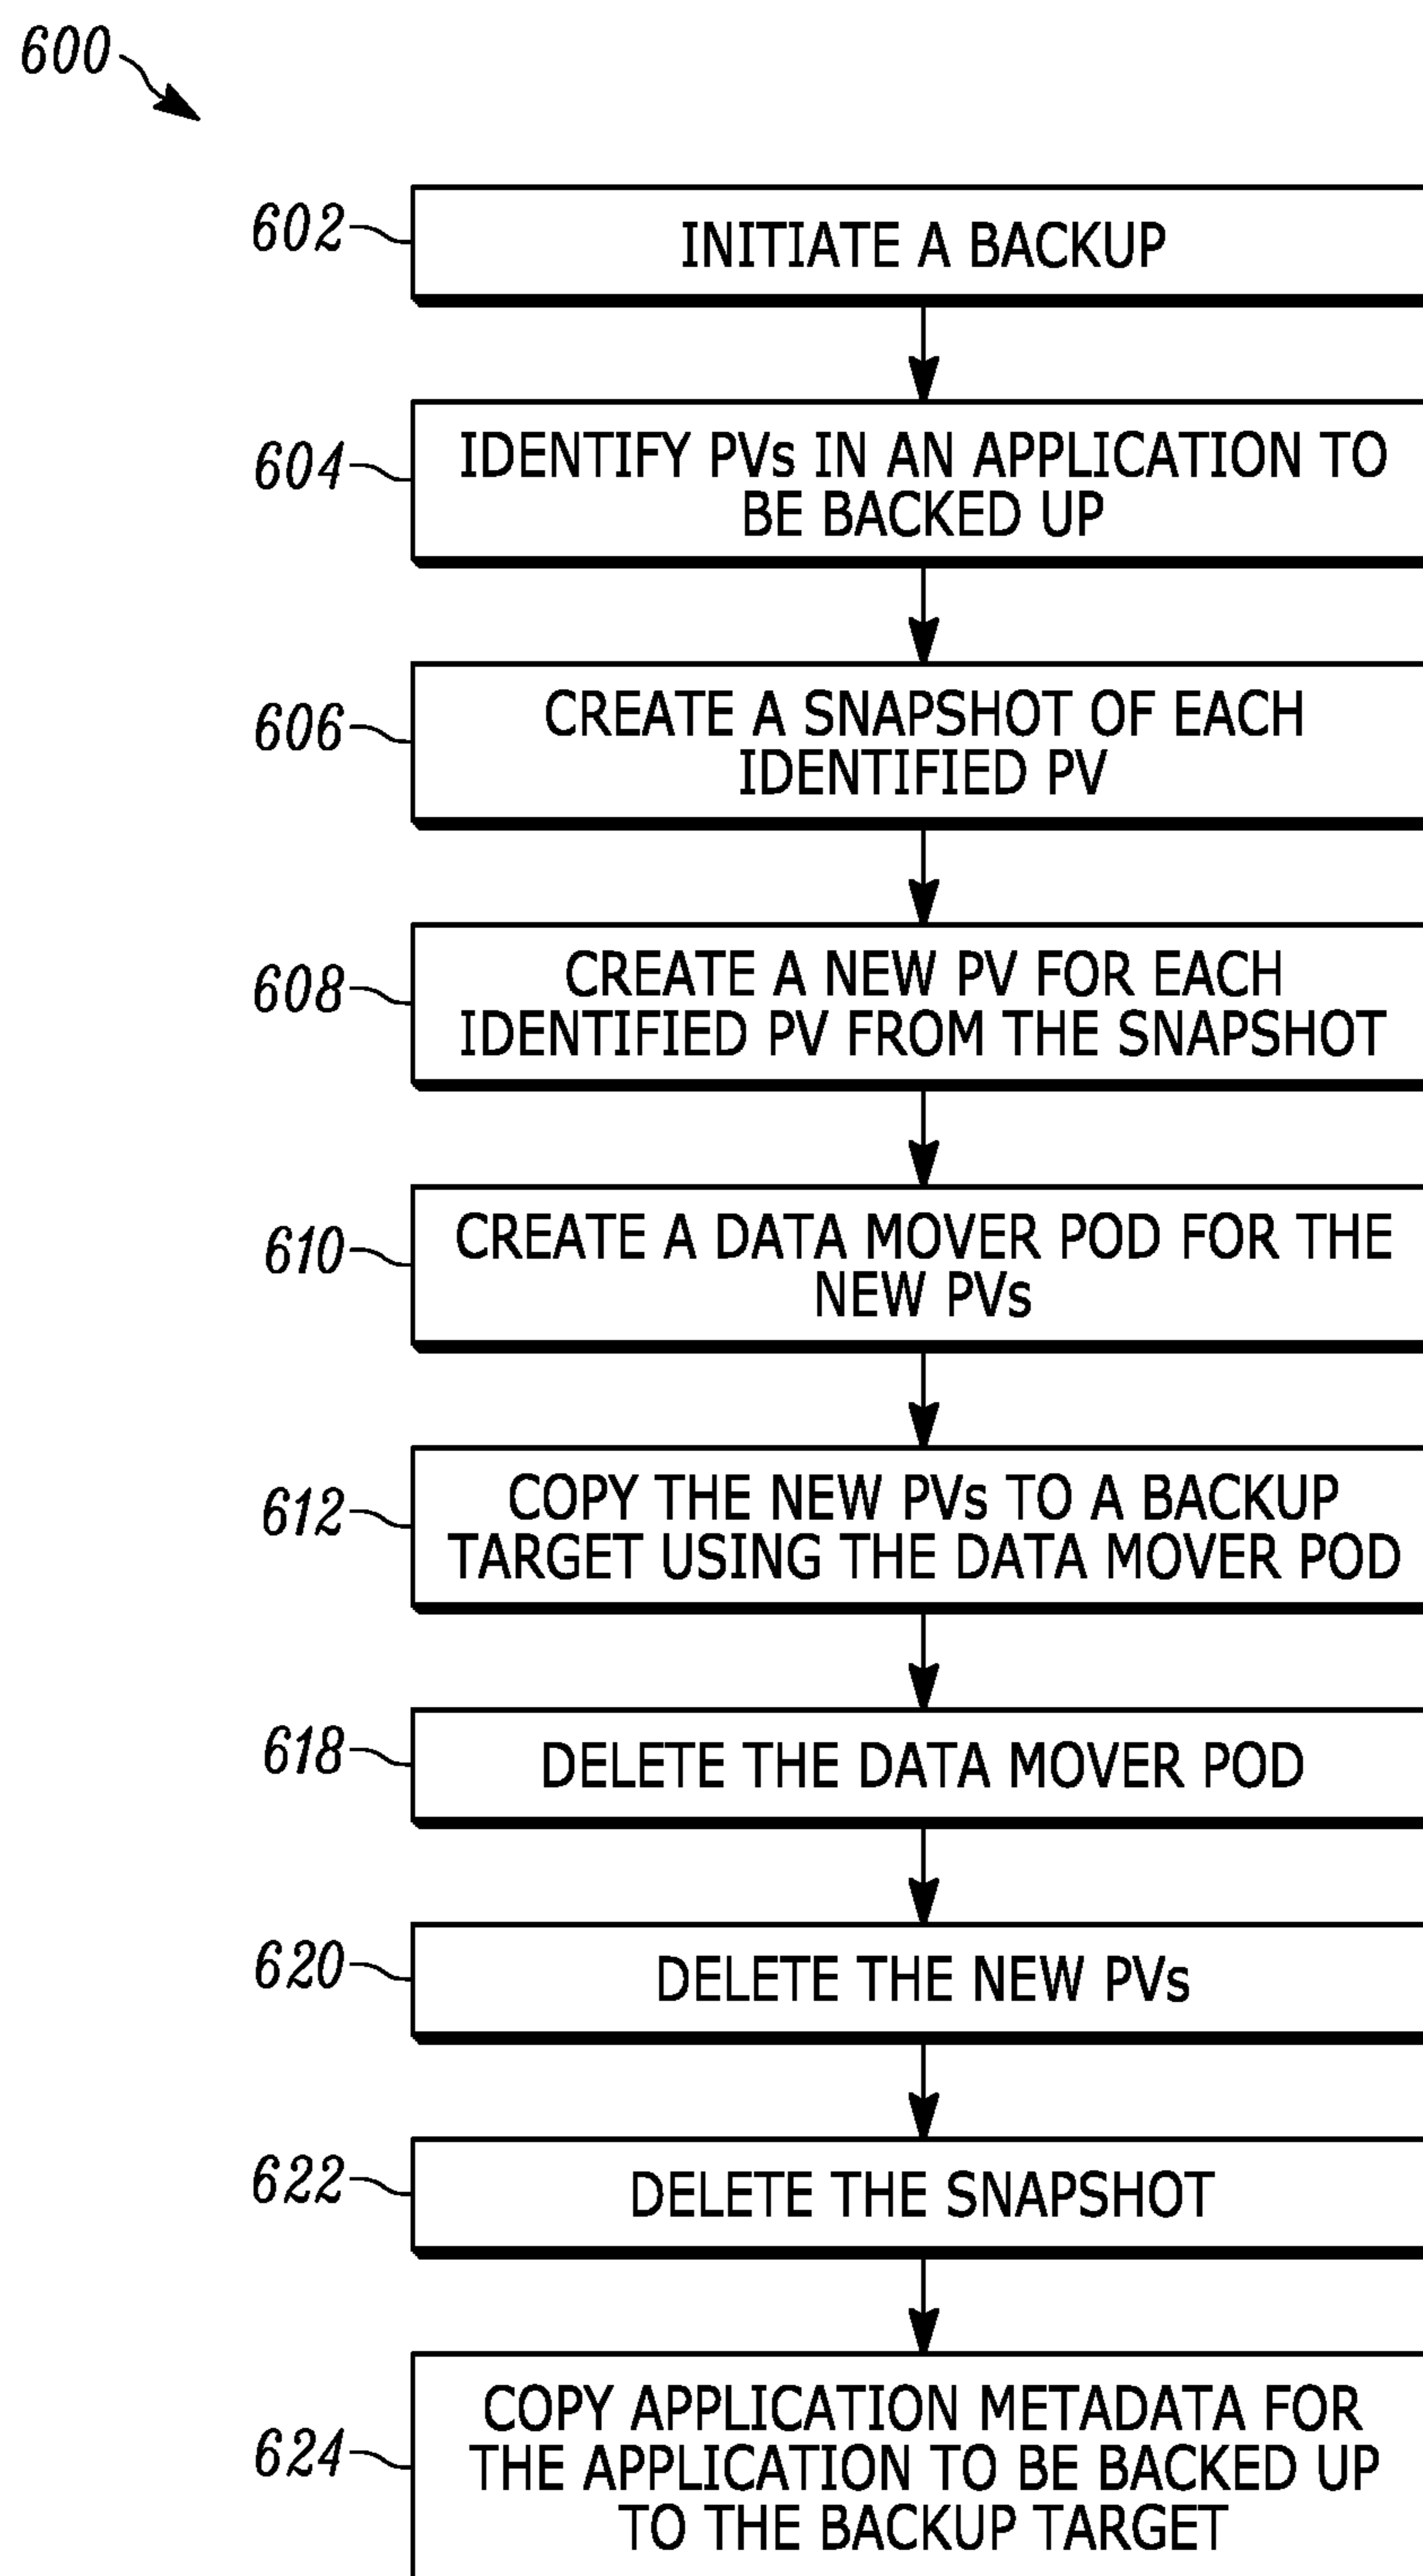 600
602
INITIATE A BACKUP
604
IDENTIFY PVs IN AN APPLICATION TO
BE BACKED UP
606
CREATE A SNAPSHOT OF EACH
IDENTIFIED PV
608
CREATE A NEW PV FOR EACH
IDENTIFIED PV FROM THE SNAPSHOT
610
CREATE A DATA MOVER POD FOR THE
NEW PVs
612
COPY THE NEW PVs TO A BACKUP
TARGET USING THE DATA MOVER POD
618
DELETE THE DATA MOVER POD
620
DELETE THE NEW PVs
622
DELETE THE SNAPSHOT
624
COPY APPLICATION METADATA FOR
THE APPLICATION TO BE BACKED UP
TO THE BACKUP TARGET